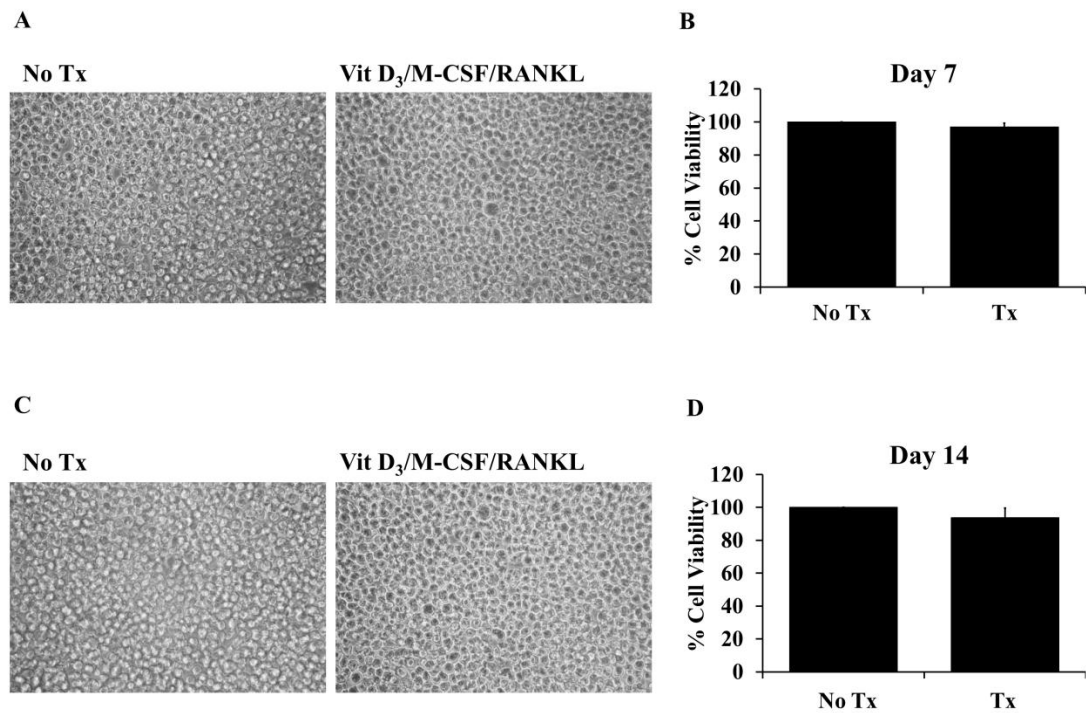 A
No Tx
Vit D₃/M-CSF/RANKL
B
Day 7
% Cell Viability
120
100
80
60
40
20
0
No Tx
Tx
C
No Tx
Vit D₃/M-CSF/RANKL
D
Day 14
% Cell Viability
120
100
80
60
40
20
0
No Tx
Tx